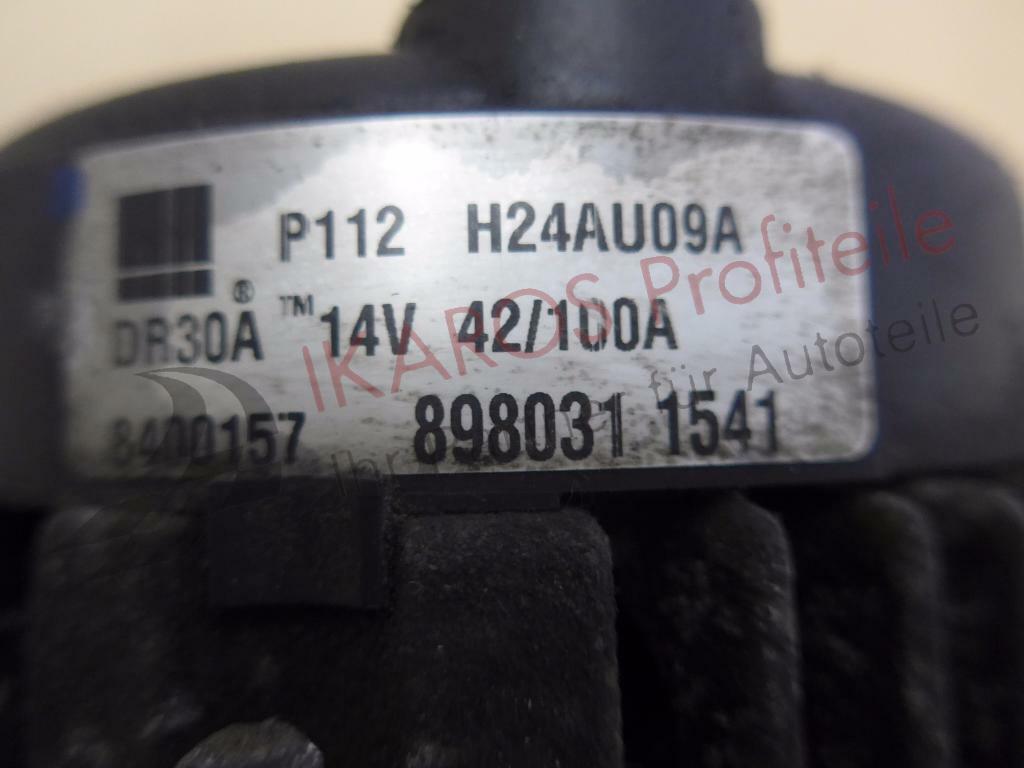 P112 H24AU09A
DR30A ™ 14V 42/100A
®
8400157 898031 1541
IKAROS Profiteile
für Autoteile